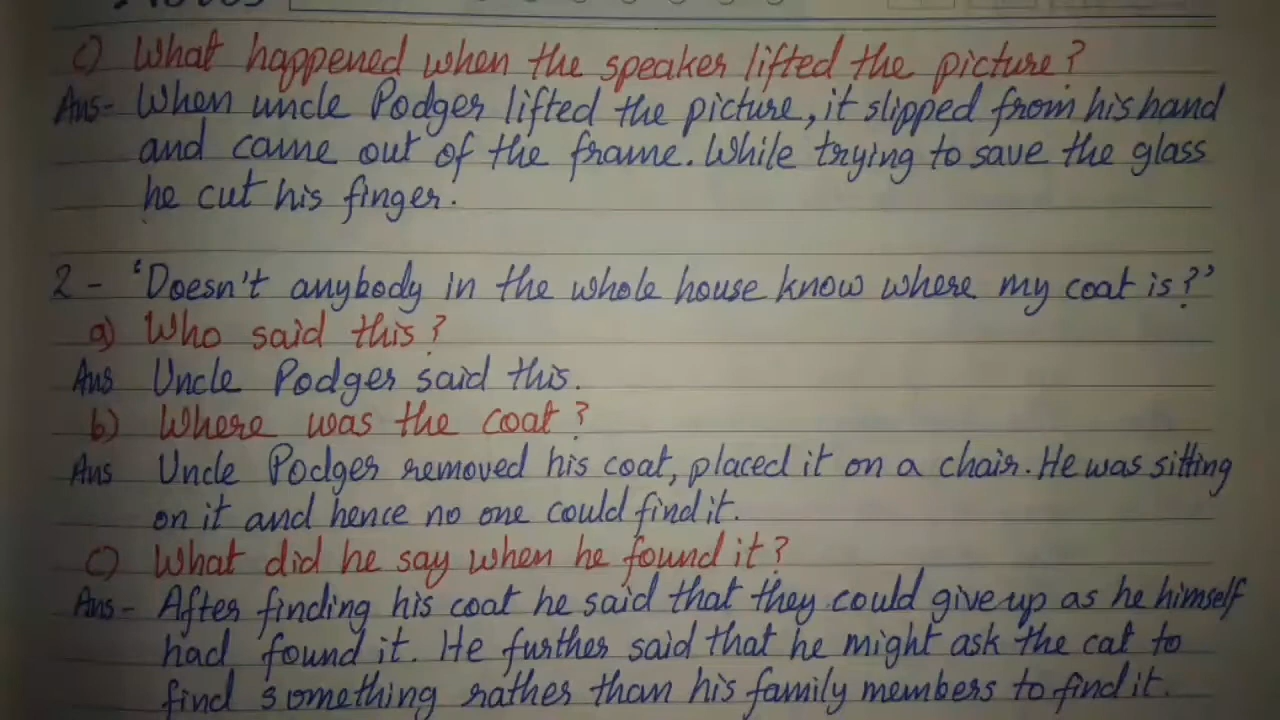 c) What happened when the speaker lifted the picture?
Ans- When uncle Podger lifted the picture, it slipped from his hand
and came out of the frame. While trying to save the glass
he cut his finger.
2 - 'Doesn't anybody in the whole house know where my coat is?'
a) Who said this?
Ans Uncle Podger said this.
b) Where was the coat?
Ans Uncle Podger removed his coat, placed it on a chair. He was sitting
on it and hence no one could find it.
c) What did he say when he found it?
Ans- After finding his coat he said that they could give up as he himself
had found it. He further said that he might ask the cat to
find something rather than his family members to find it.